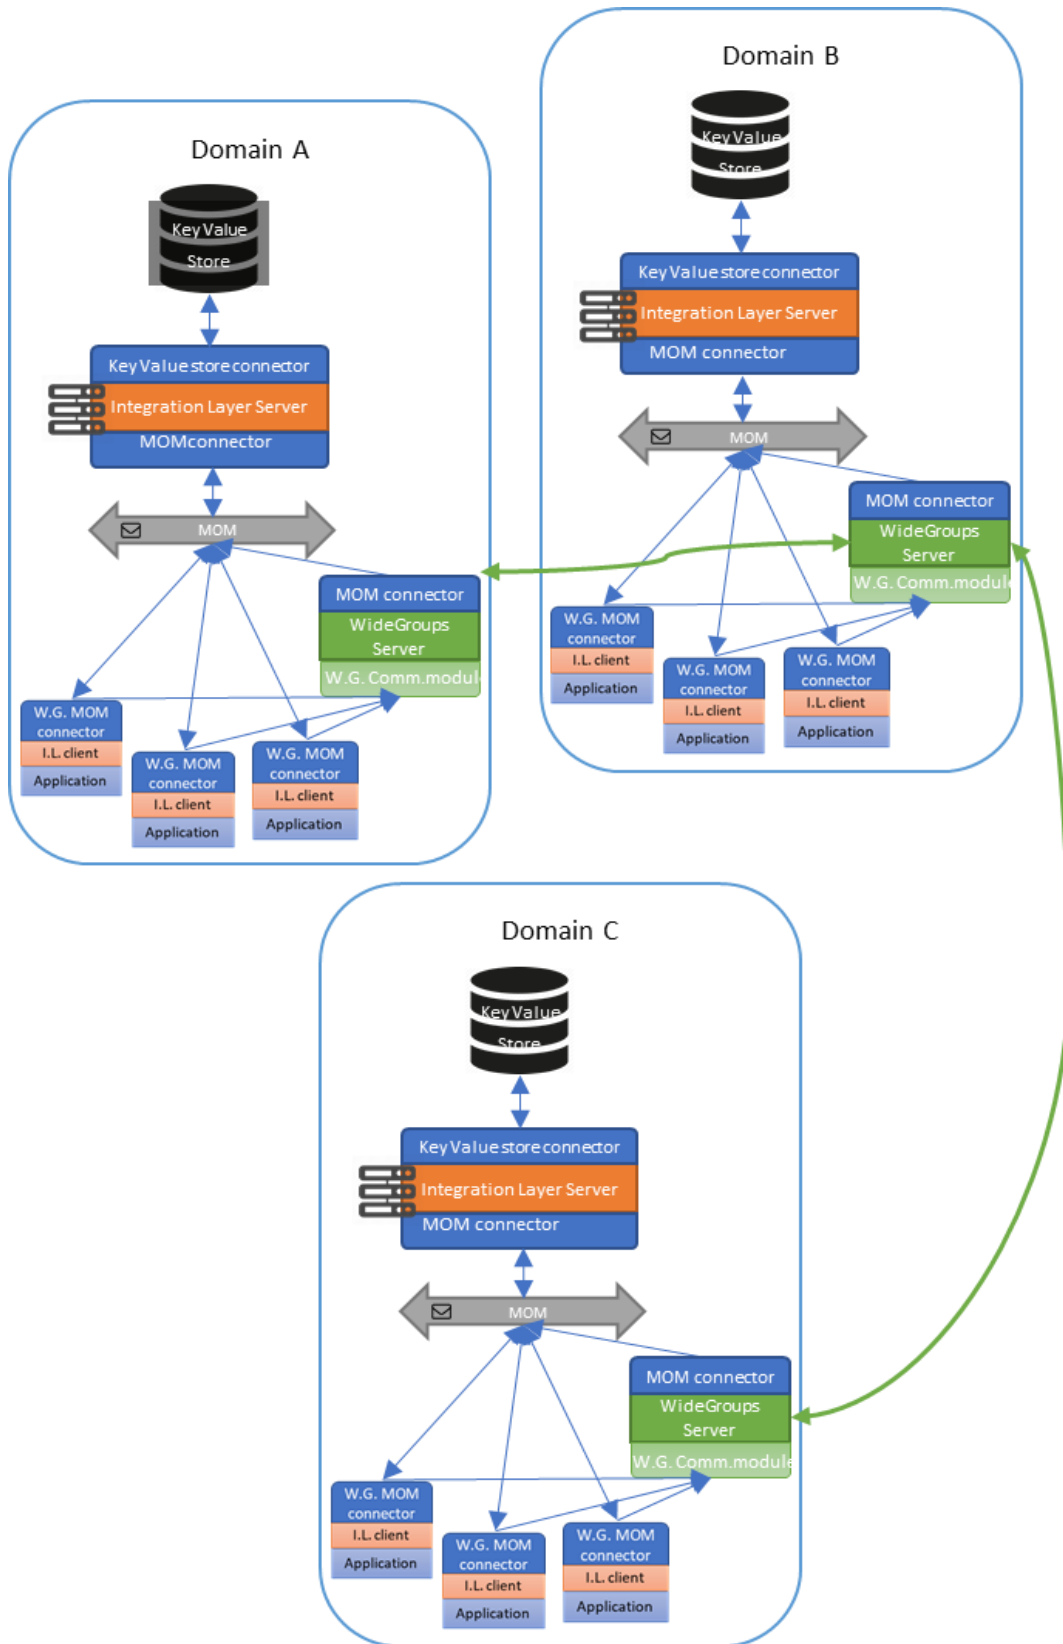 Domain A
Key Value
Store
Key Value store connector
Integration Layer Server
MOM connector
MOM
MOM connector
WideGroups
Server
W.G. Comm.module
W.G. MOM
connector
I.L. client
Application
W.G. MOM
connector
I.L. client
Application
W.G. MOM
connector
I.L. client
Application
Domain B
Key Value
Store
Key Value store connector
Integration Layer Server
MOM connector
MOM
MOM connector
WideGroups
Server
W.G. Comm.module
W.G. MOM
connector
I.L. client
Application
W.G. MOM
connector
I.L. client
Application
W.G. MOM
connector
I.L. client
Application
Domain C
Key Value
Store
Key Value store connector
Integration Layer Server
MOM connector
MOM
MOM connector
WideGroups
Server
W.G. Comm.module
W.G. MOM
connector
I.L. client
Application
W.G. MOM
connector
I.L. client
Application
W.G. MOM
connector
I.L. client
Application